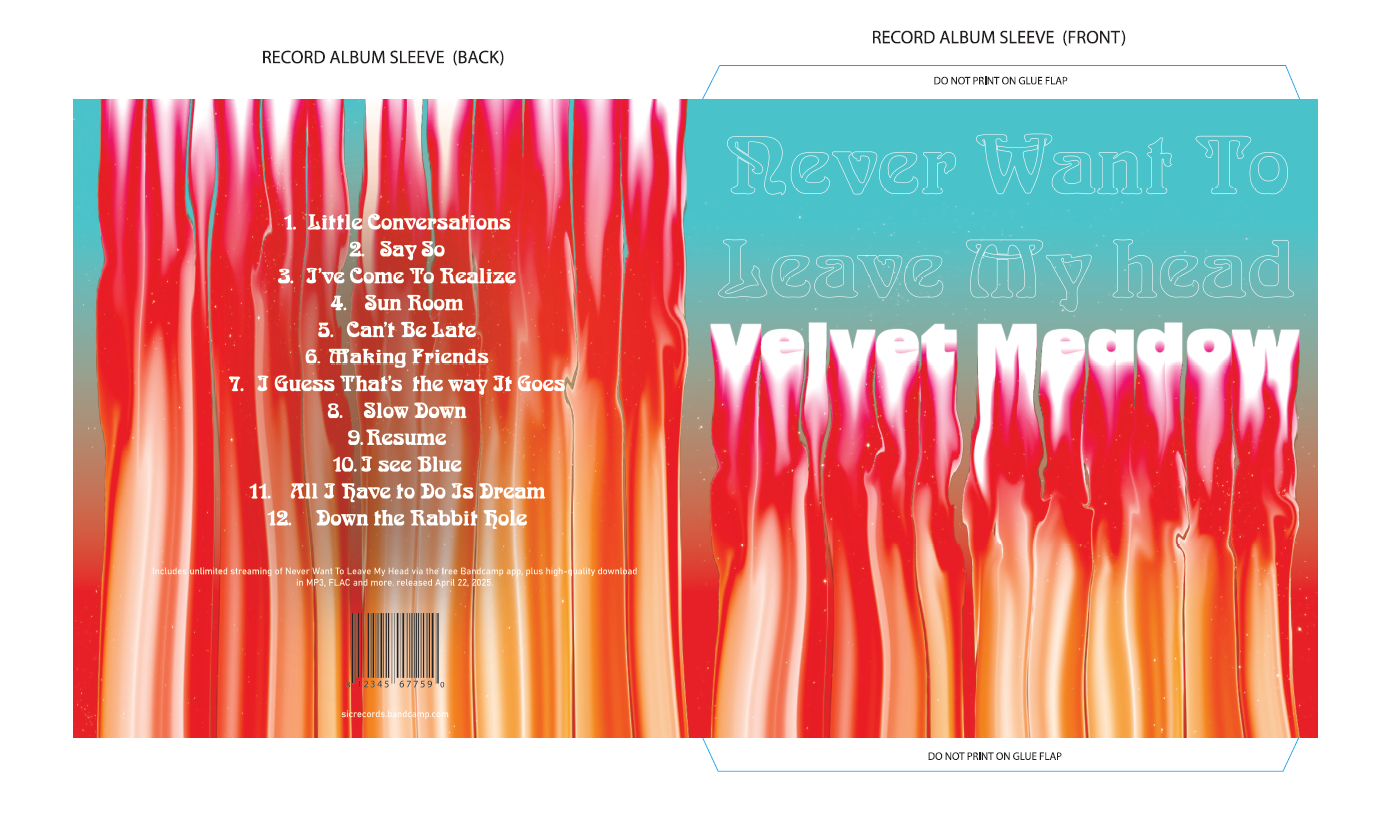 RECORD ALBUM SLEEVE (BACK)
1. Little Conversations
2. Say So
3. I've Come To Realize
4. Sun Room
5. Can't Be Late
6. Making Friends
7. I Guess That's the way It Goes
8. Slow Down
9. Resume
10. I see Blue
11. All I Have to Do Is Dream
12. Down the Rabbit Hole
Includes unlimited streaming of Never Want To Leave My Head via the free Bandcamp app, plus high-quality download
in MP3, FLAC and more. released April 22, 2025.
12345 67759 0
sicrecords.bandcamp.com
RECORD ALBUM SLEEVE (FRONT)
DO NOT PRINT ON GLUE FLAP
Never Want To
Leave My head
Velvet Meadow
DO NOT PRINT ON GLUE FLAP